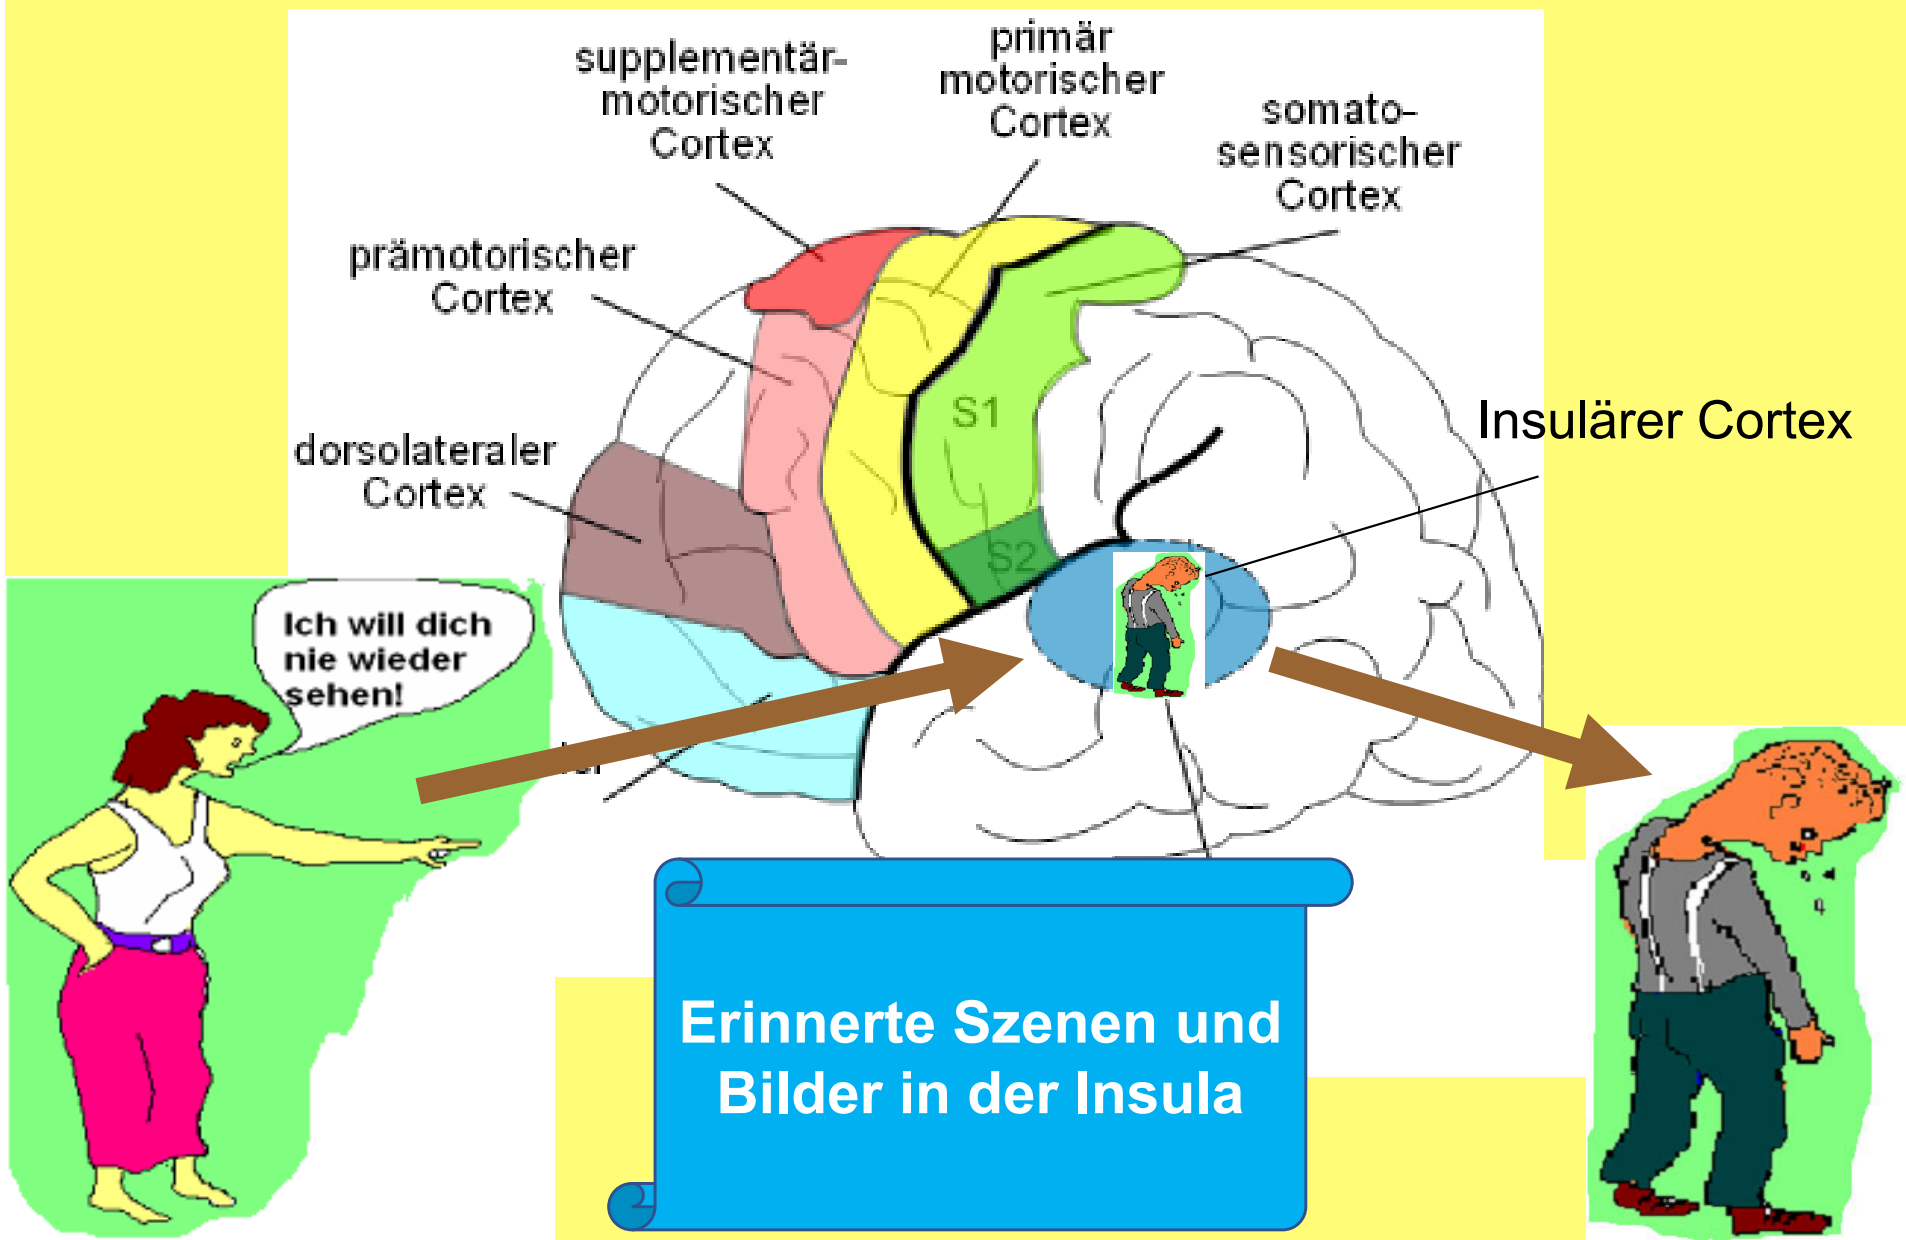 supplementär-
motorischer
Cortex
primär
motorischer
Cortex
somato-
sensorischer
Cortex
prämotorischer
Cortex
dorsolateraler
Cortex
S1
S2
Insulärer Cortex
Ich will dich
nie wieder
sehen!
Erinnerte Szenen und
Bilder in der Insula